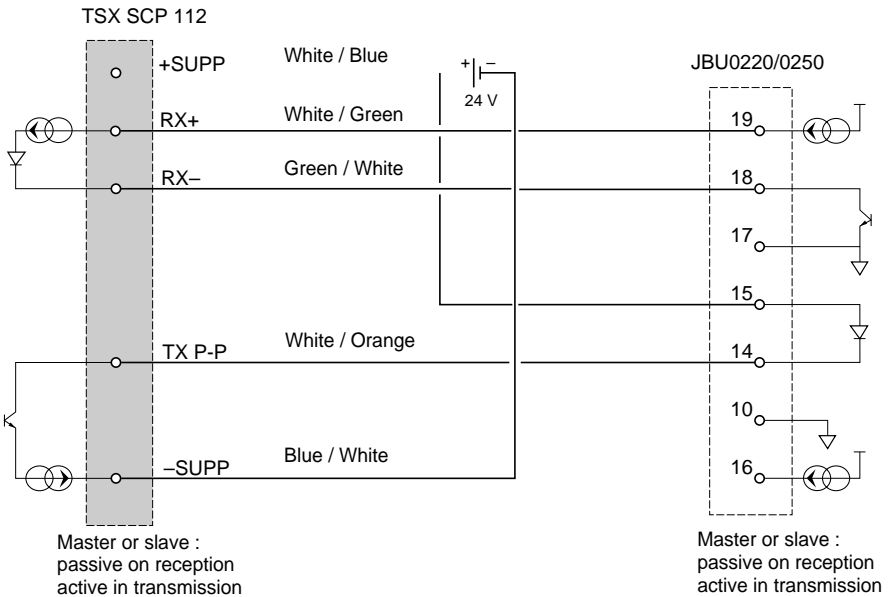 TSX SCP 112
+SUPP
White / Blue
+ –
24 V
JBU0220/0250
RX+
White / Green
19
RX–
Green / White
18
17
15
TX P-P
White / Orange
14
10
–SUPP
Blue / White
16
Master or slave :
passive on reception
active in transmission
Master or slave :
passive on reception
active in transmission